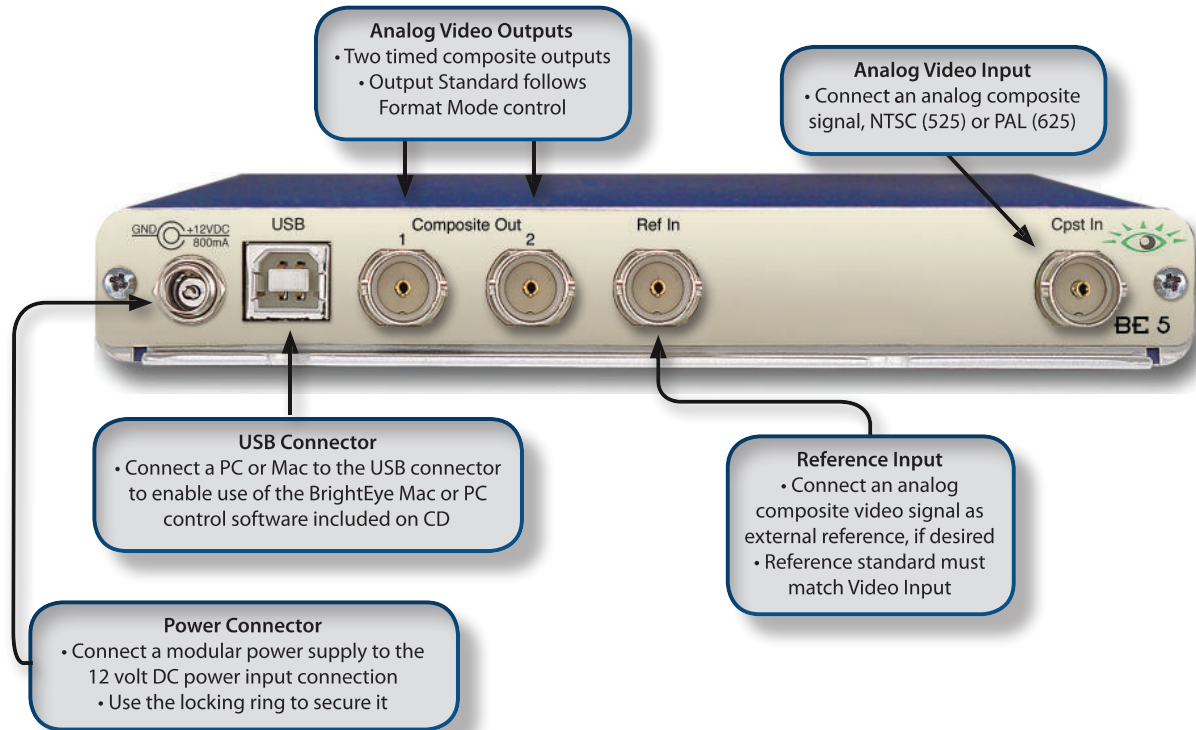 Analog Video Outputs
• Two timed composite outputs
• Output Standard follows
Format Mode control
Analog Video Input
• Connect an analog composite
signal, NTSC (525) or PAL (625)
GND
+12VDC
800mA
USB
Composite Out
1
2
Ref In
Cpst In
BE 5
USB Connector
• Connect a PC or Mac to the USB connector
to enable use of the BrightEye Mac or PC
control software included on CD
Reference Input
• Connect an analog
composite video signal as
external reference, if desired
• Reference standard must
match Video Input
Power Connector
• Connect a modular power supply to the
12 volt DC power input connection
• Use the locking ring to secure it